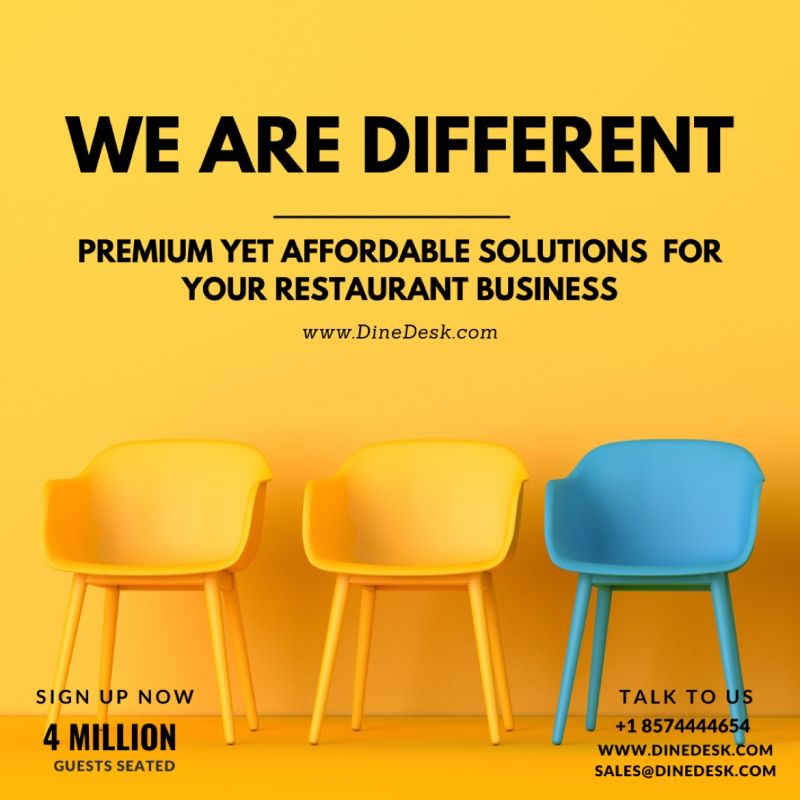 WE ARE DIFFERENT
PREMIUM YET AFFORDABLE SOLUTIONS FOR
YOUR RESTAURANT BUSINESS
www.DineDesk.com
SIGN UP NOW
4 MILLION
GUESTS SEATED
TALK TO US
+1 8574444654
WWW.DINEDESK.COM
SALES@DINEDESK.COM